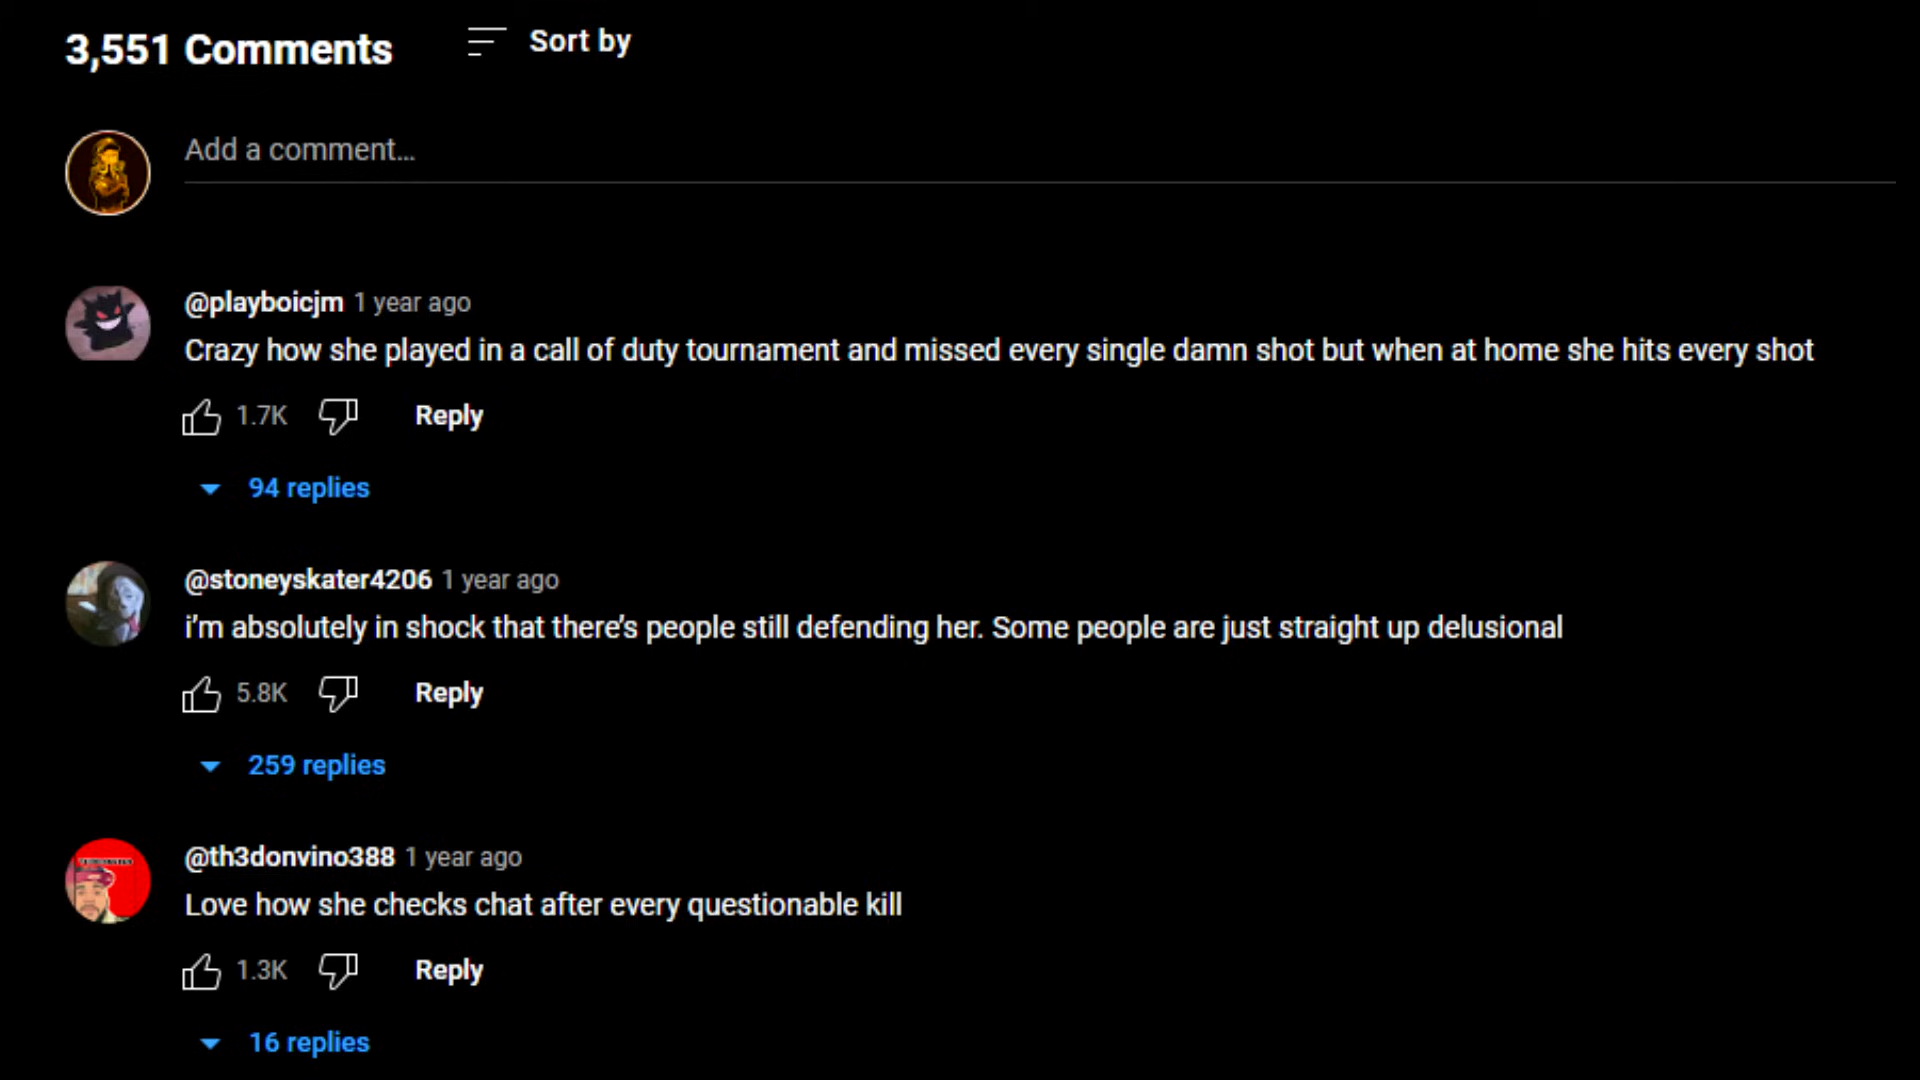 3,551 Comments
Sort by
Add a comment...
@playboicjm 1 year ago
Crazy how she played in a call of duty tournament and missed every single damn shot but when at home she hits every shot
1.7K
Reply
94 replies
@stoneyskater4206 1 year ago
i’m absolutely in shock that there’s people still defending her. Some people are just straight up delusional
5.8K
Reply
259 replies
@th3donvino388 1 year ago
Love how she checks chat after every questionable kill
1.3K
Reply
16 replies